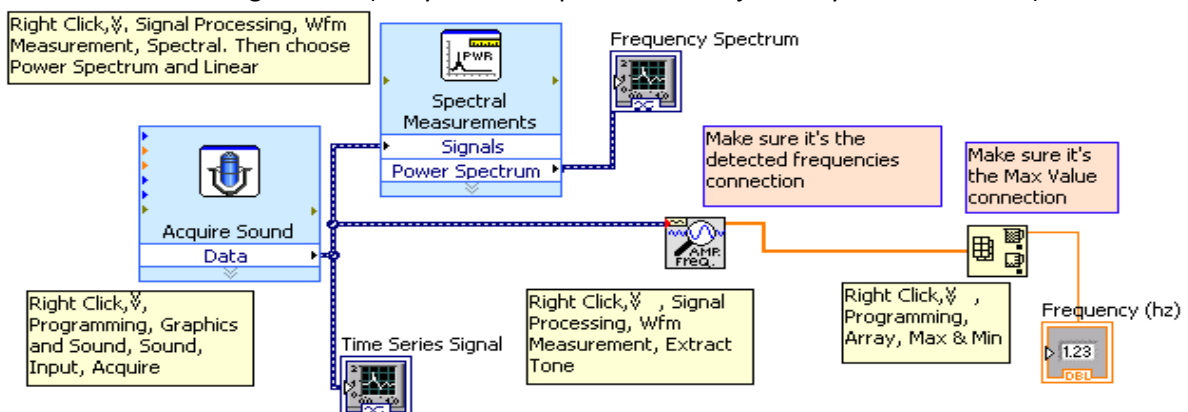 Right Click,⩔, Signal Processing, Wfm
Measurement, Spectral. Then choose
Power Spectrum and Linear
PWR
Spectral
Measurements
Signals
Power Spectrum
Frequency Spectrum
Make sure it's the
detected frequencies
connection
Make sure it's
the Max Value
connection
Acquire Sound
Data
AMP
Freq.
Right Click,⩔,
Programming, Graphics
and Sound, Sound,
Input, Acquire
Time Series Signal
Right Click,⩔ , Signal
Processing, Wfm
Measurement, Extract
Tone
Right Click,⩔ ,
Programming,
Array, Max & Min
Frequency (hz)
1.23
DBL